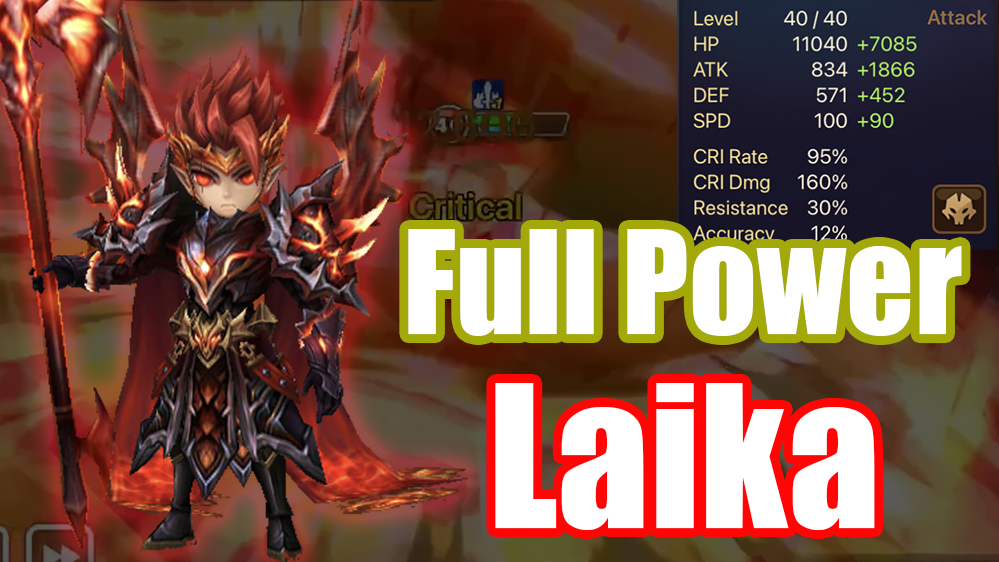 Level 40 / 40 Attack
HP 11040 +7085
ATK 834 +1866
DEF 571 +452
SPD 100 +90
CRI Rate 95%
CRI Dmg 160%
Resistance 30%
Accuracy 12%
Critical
Full Power
Laika